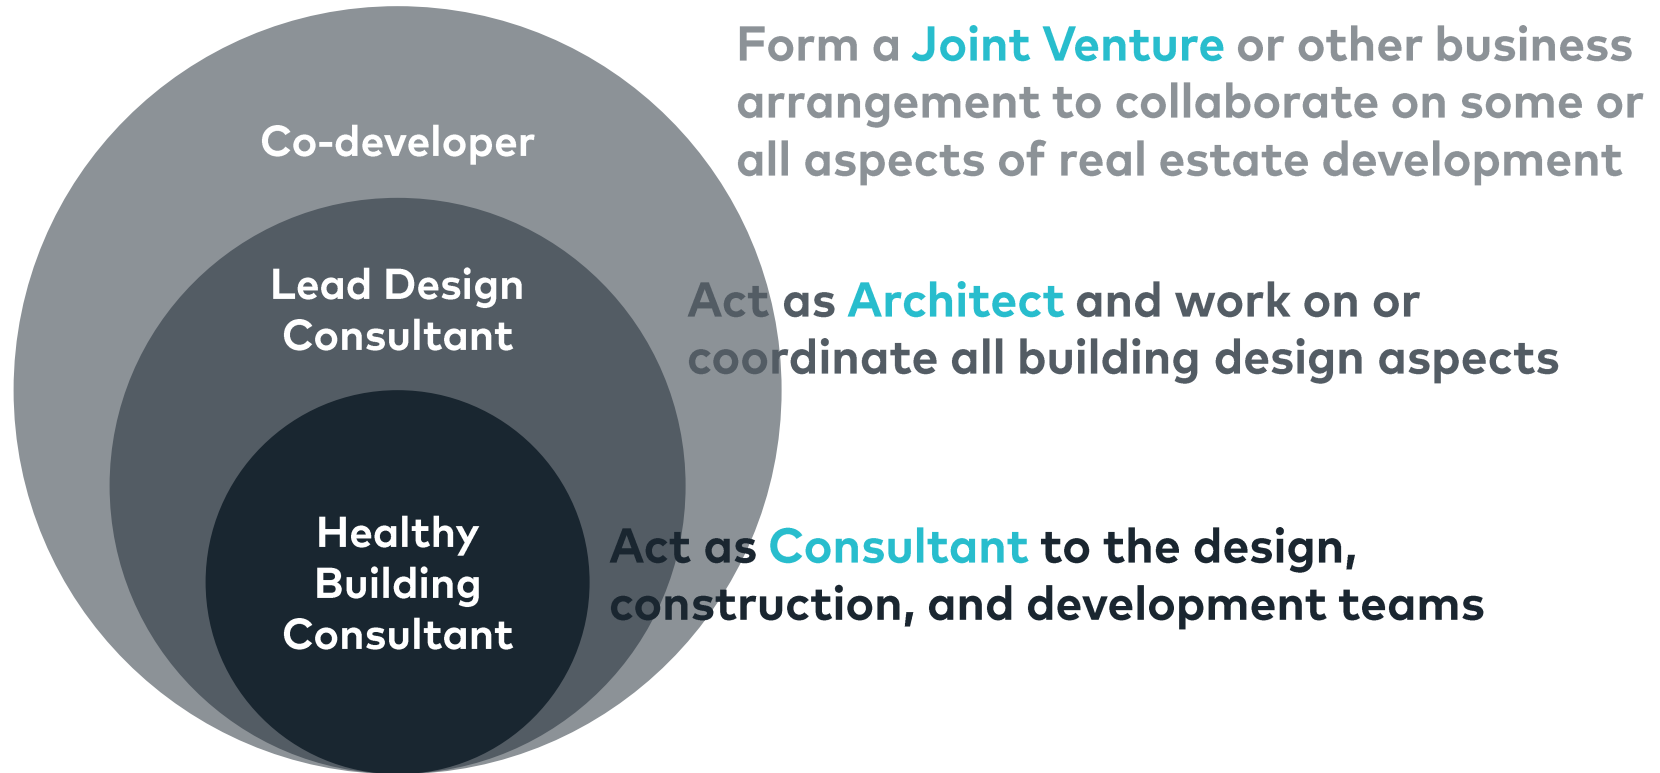 Co-developer
Form a Joint Venture or other business
arrangement to collaborate on some or
all aspects of real estate development
Lead Design
Consultant
Act as Architect and work on or
coordinate all building design aspects
Healthy
Building
Consultant
Act as Consultant to the design,
construction, and development teams